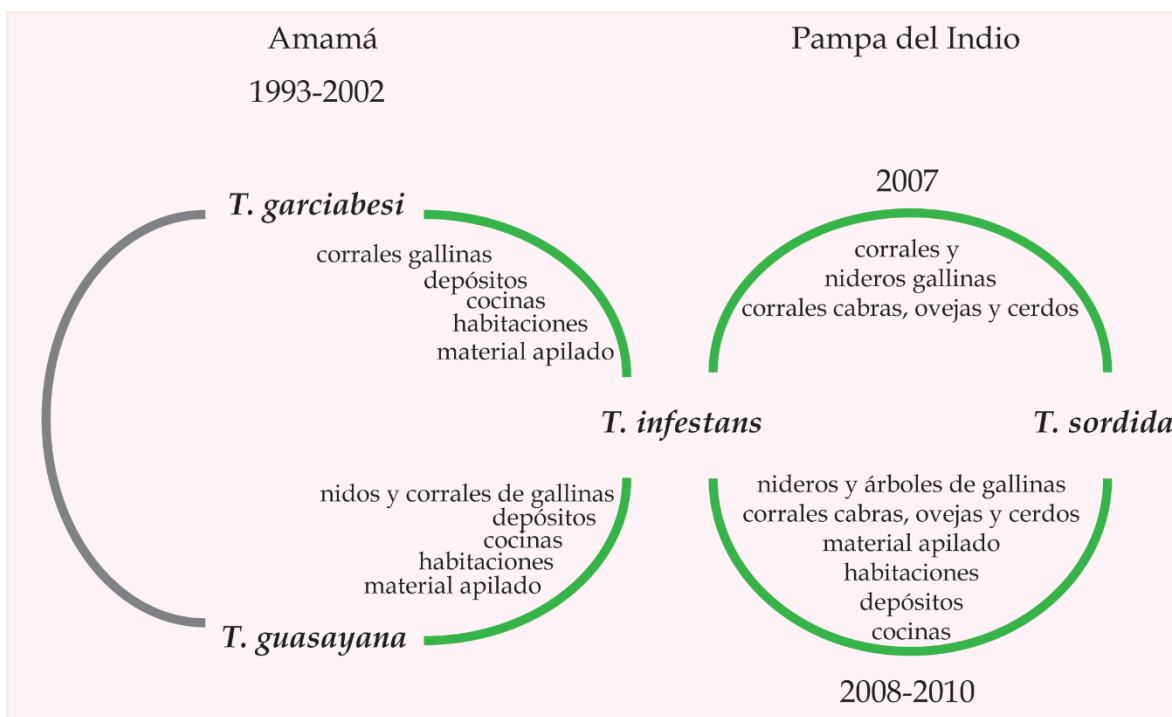 Amamá
1993-2002
T. garciabesi
corrales gallinas
depósitos
cocinas
habitaciones
material apilado
nidos y corrales de gallinas
depósitos
cocinas
habitaciones
material apilado
T. guasayana
T. infestans
Pampa del Indio
2007
corrales y
nideros gallinas
corrales cabras, ovejas y cerdos
T. sordida
nideros y árboles de gallinas
corrales cabras, ovejas y cerdos
material apilado
habitaciones
depósitos
cocinas
2008-2010